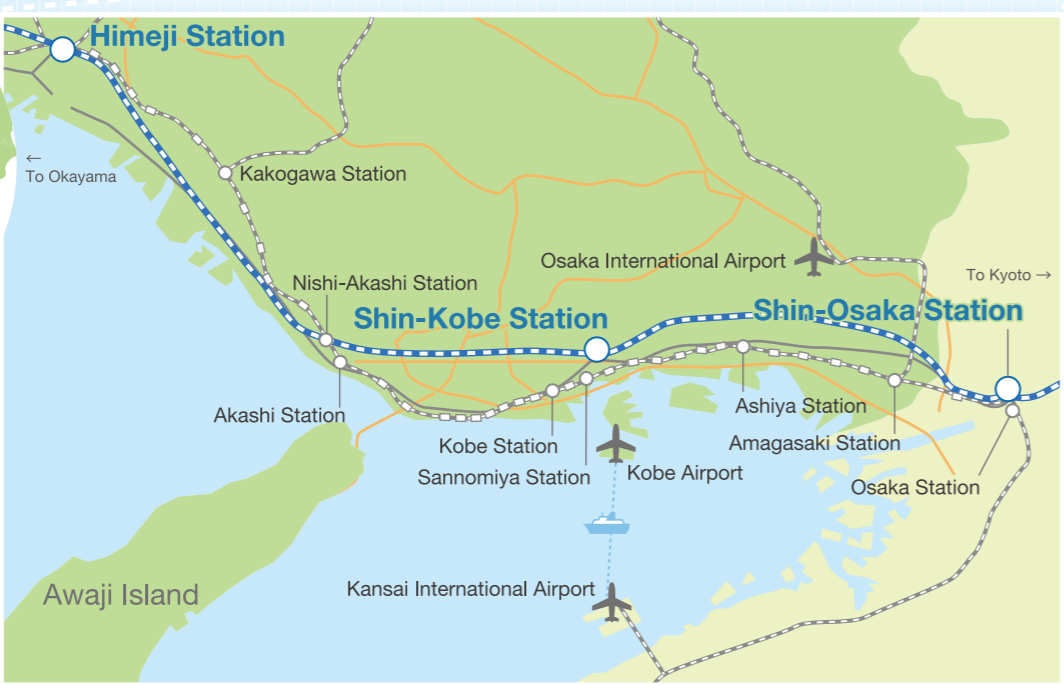 Himeji Station
←
To Okayama
Kakogawa Station
Osaka International Airport
To Kyoto →
Nishi-Akashi Station
Shin-Kobe Station
Shin-Osaka Station
Akashi Station
Ashiya Station
Kobe Station
Amagasaki Station
Sannomiya Station
Kobe Airport
Osaka Station
Kansai International Airport
Awaji Island